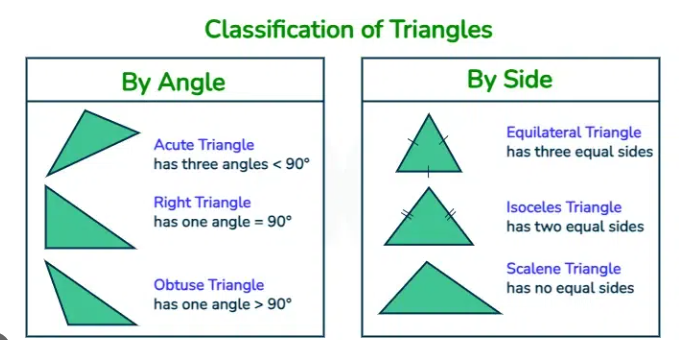 Classification of Triangles
By Angle
Acute Triangle
has three angles < 90°
Right Triangle
has one angle = 90°
Obtuse Triangle
has one angle > 90°
By Side
Equilateral Triangle
has three equal sides
Isoceles Triangle
has two equal sides
Scalene Triangle
has no equal sides